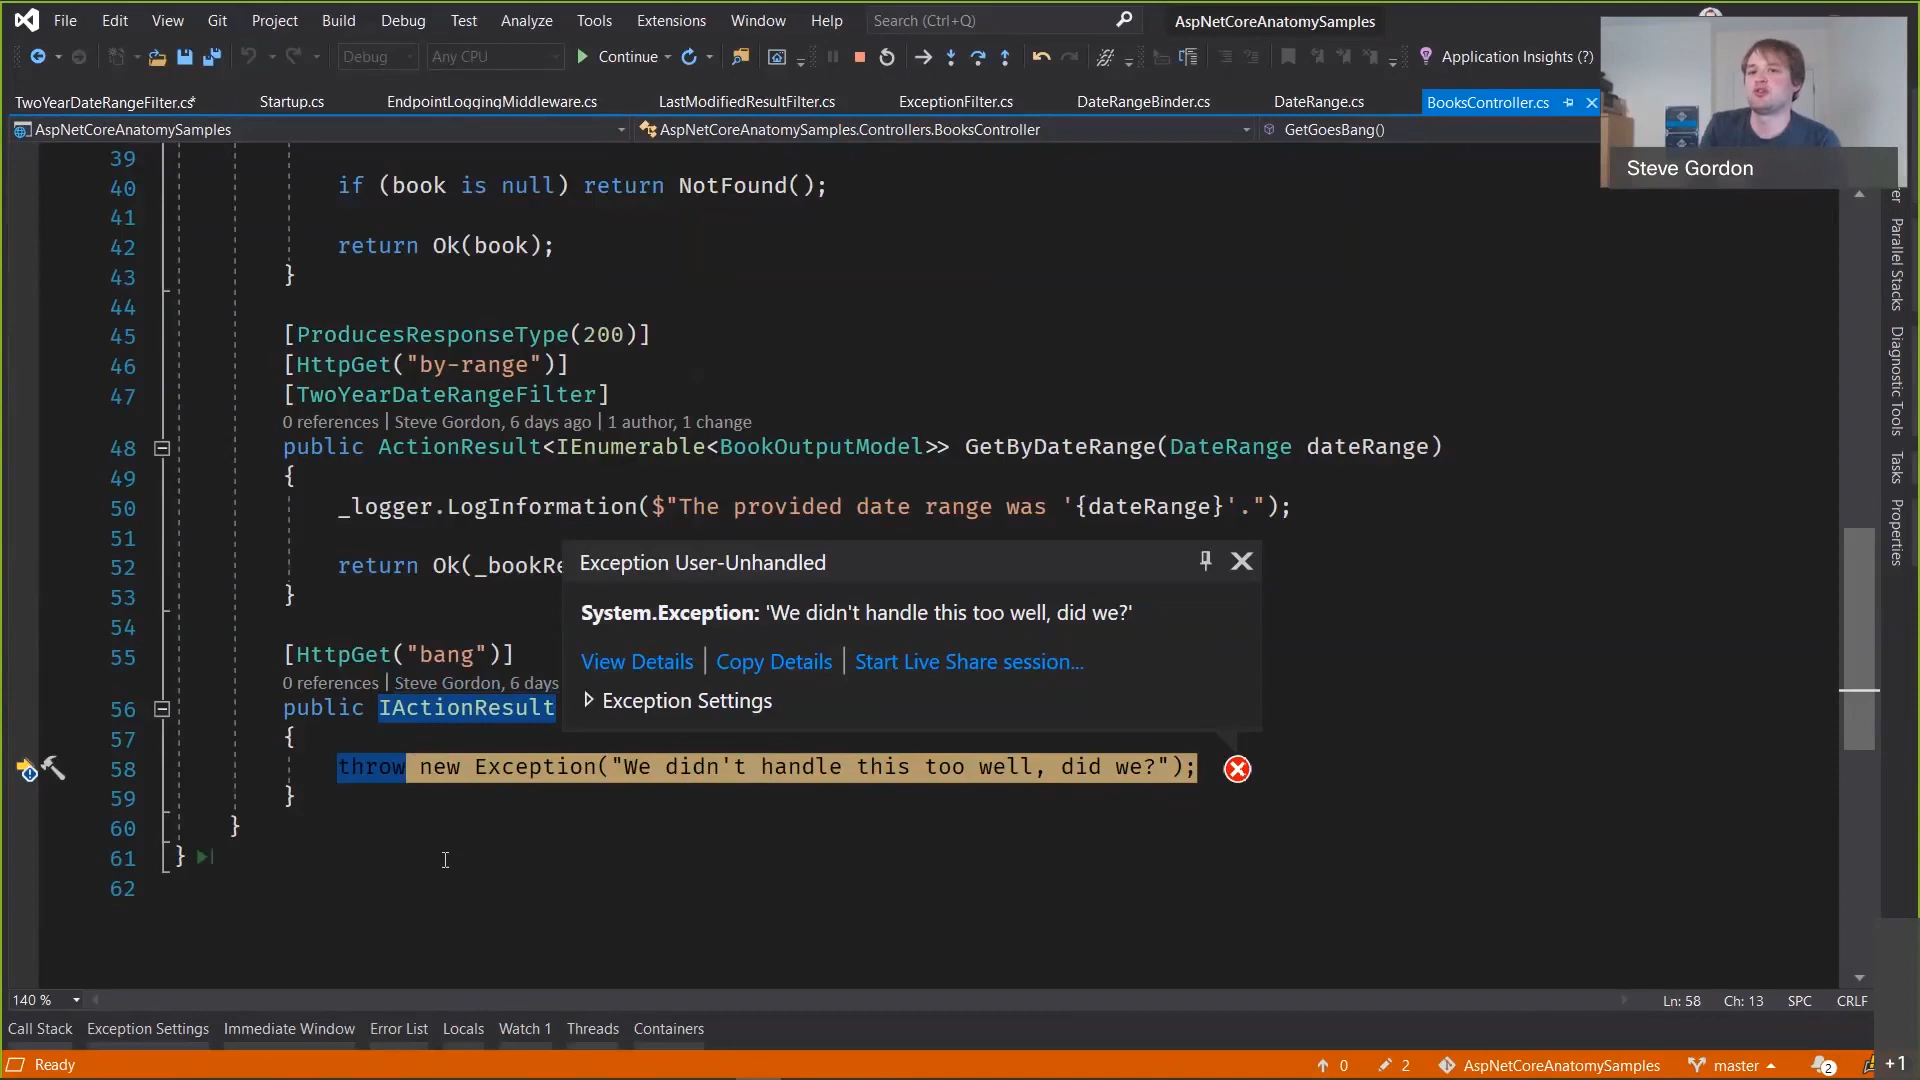 File Edit View Git Project Build Debug Test Analyze Tools Extensions Window Help Search (Ctrl+Q) AspNetCoreAnatomySamples
Debug Any CPU Continue Application Insights (?)
TwoYearDateRangeFilter.cs* Startup.cs EndpointLoggingMiddleware.cs LastModifiedResultFilter.cs ExceptionFilter.cs DateRangeBinder.cs DateRange.cs BooksController.cs
AspNetCoreAnatomySamples AspNetCoreAnatomySamples.Controllers.BooksController GetGoesBang()
Steve Gordon
39
40 if (book is null) return NotFound();
41
42 return Ok(book);
43 }
44
45 [ProducesResponseType(200)]
46 [HttpGet("by-range")]
47 [TwoYearDateRangeFilter]
0 references | Steve Gordon, 6 days ago | 1 author, 1 change
48 public ActionResult<IEnumerable<BookOutputModel>> GetByDateRange(DateRange dateRange)
49 {
50 _logger.LogInformation($"The provided date range was '{dateRange}'.");
51
52 return Ok(_bookRe
53 }
54
55 [HttpGet("bang")]
0 references | Steve Gordon, 6 days
56 public IActionResult
57 {
58 throw new Exception("We didn't handle this too well, did we?");
59 }
60 }
61 }
62
Exception User-Unhandled
System.Exception: 'We didn't handle this too well, did we?'
View Details | Copy Details | Start Live Share session...
Exception Settings
Parallel Stacks
Diagnostic Tools
Tasks
Properties
140 % Ln: 58 Ch: 13 SPC CRLF
Call Stack Exception Settings Immediate Window Error List Locals Watch 1 Threads Containers
Ready 0 2 AspNetCoreAnatomySamples master 2 +1